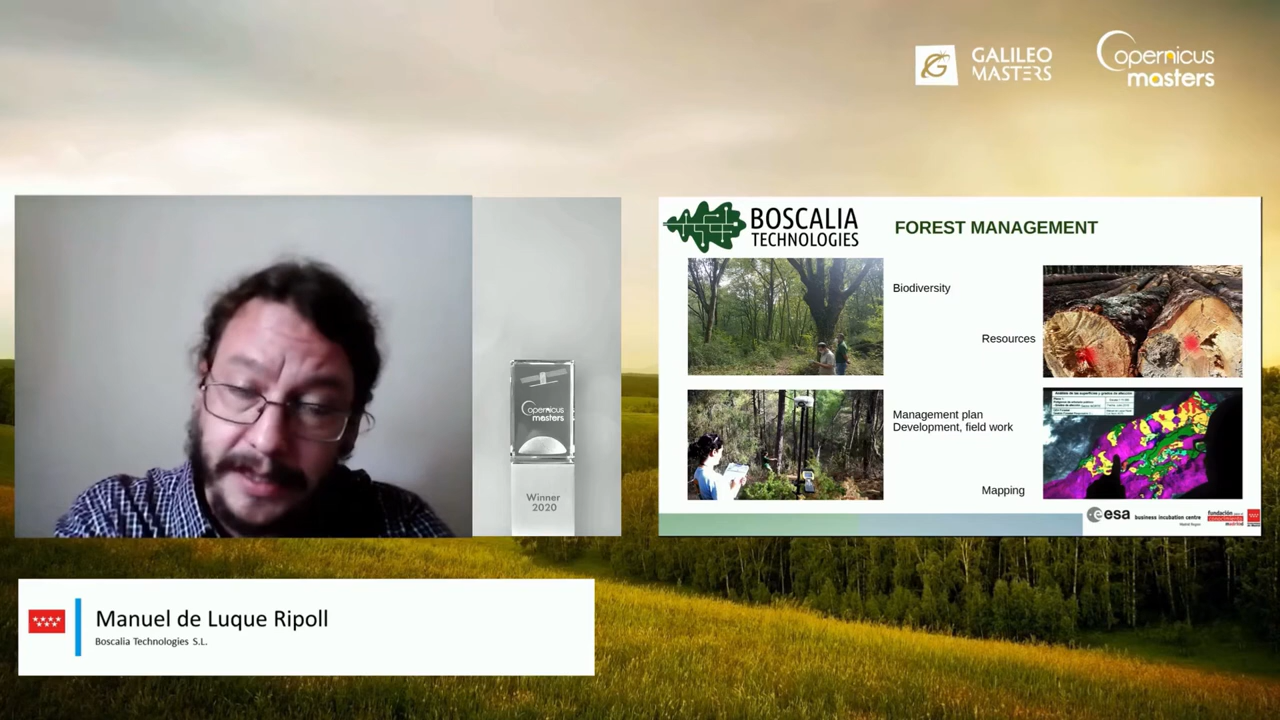 GALILEO
MASTERS
Copernicus
masters
BOSCALIA
TECHNOLOGIES
FOREST MANAGEMENT
Biodiversity
Resources
Management plan
Development, field work
Mapping
Copernicus
masters
Winner
2020
esa business incubation centre
Manuel de Luque Ripoll
Boscalia Technologies S.L.